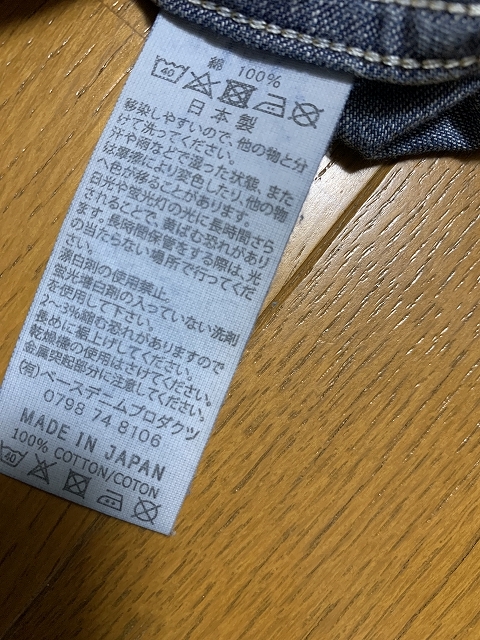 綿 100%
40
日本製
移染しやすいので、他の物と分
けて洗ってください。
汗や雨などで湿った状態、また
は摩擦により変色したり、他の物
へ色が移ることがあります。
日光や蛍光灯の光に長時間さら
されることで、黄ばむ恐れがあり
ます。長時間保管をする際は、光
の当たらない場所で行ってくだ
さい。
漂白剤の使用禁止。
蛍光増白剤の入っていない洗剤
を使用して下さい。
2~3%縮む恐れがありますので
長めに裾上げしてください。
乾燥機の使用はさけてください。
金属突起部分に注意してください。
(有)ベースデニムプロダクツ
0798 74 8106
MADE IN JAPAN
100% COTTON/COTON
40